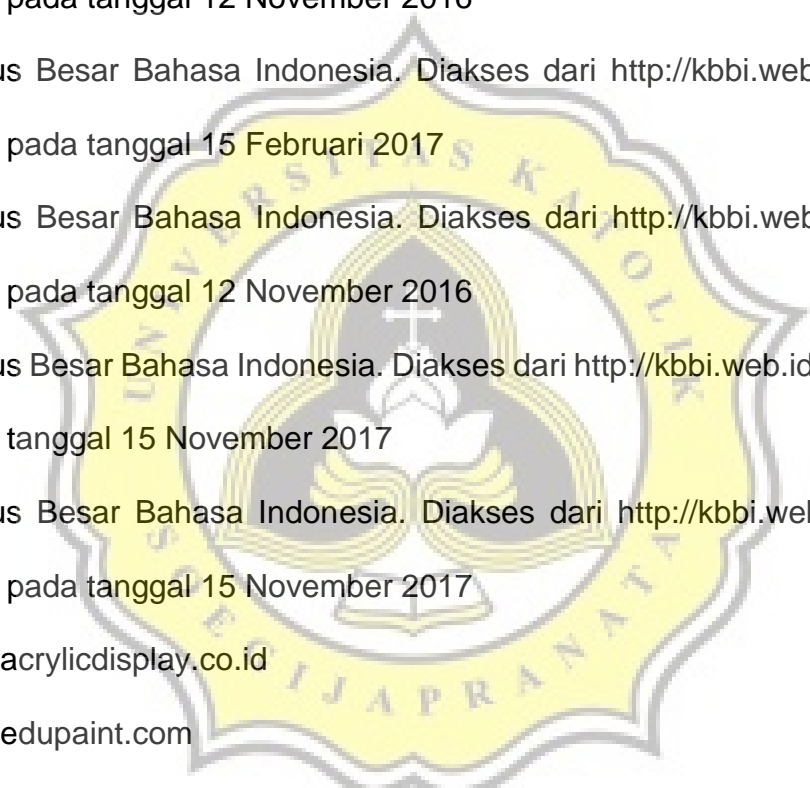 pada tanggal 12 November 2016
us Besar Bahasa Indonesia. Diakses dari http://kbbi.web
pada tanggal 15 Februari 2017
us Besar Bahasa Indonesia. Diakses dari http://kbbi.web
pada tanggal 12 November 2016
us Besar Bahasa Indonesia. Diakses dari http://kbbi.web.id
tanggal 15 November 2017
us Besar Bahasa Indonesia. Diakses dari http://kbbi.web
pada tanggal 15 November 2017
acrylicdisplay.co.id
edupaint.com
UNIVERSITAS KATOLIK
SOEGIJAPRANATA